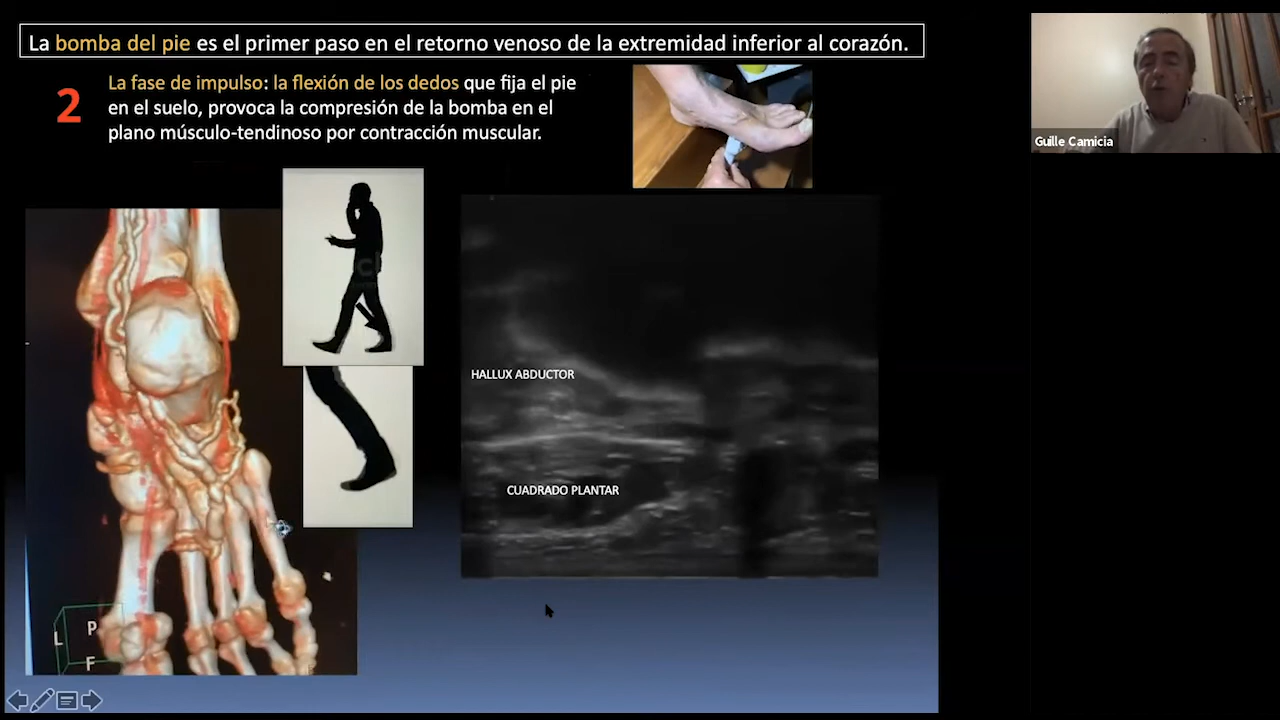 La bomba del pie es el primer paso en el retorno venoso de la extremidad inferior al corazón.
2
La fase de impulso: la flexión de los dedos que fija el pie
en el suelo, provoca la compresión de la bomba en el
plano músculo-tendinoso por contracción muscular.
Guille Camicia
HALLUX ABDUCTOR
CUADRADO PLANTAR
L
P
F